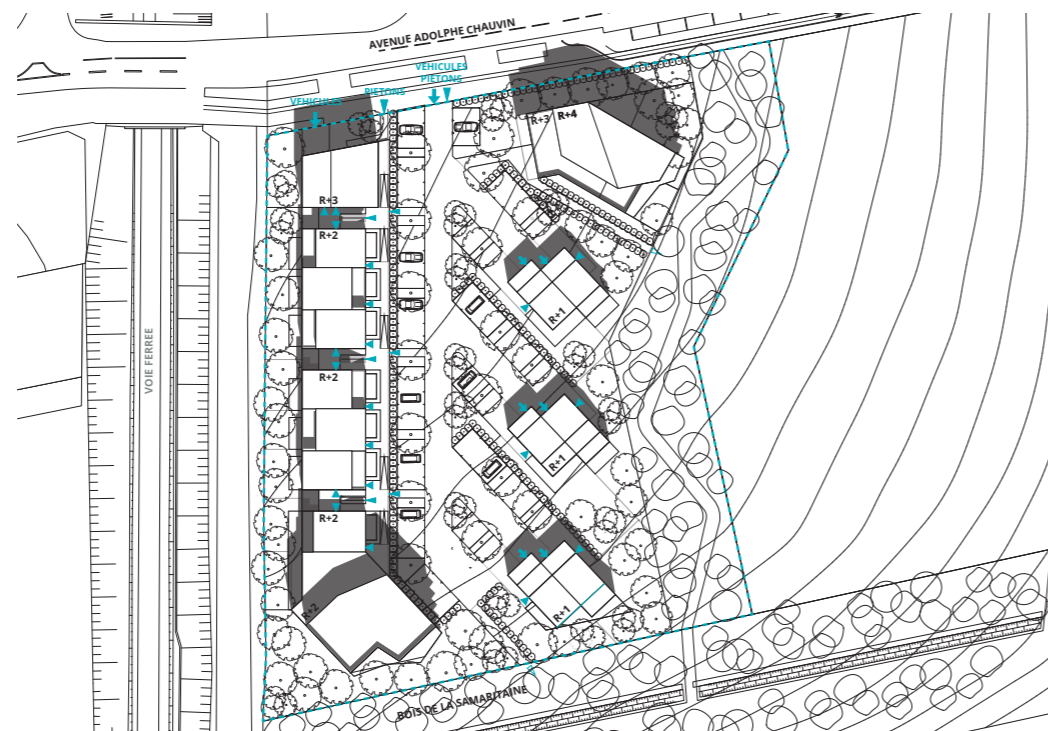 AVENUE ADOLPHE CHAUVIN
VEHICULES
PIETONS
PIETONS
VEHICULES
R+3 R+4
R+3
R+2
R+1
VOIE FERREE
R+2
R+1
R+2
R+2
R+1
BOIS DE LA SAMARITAINE